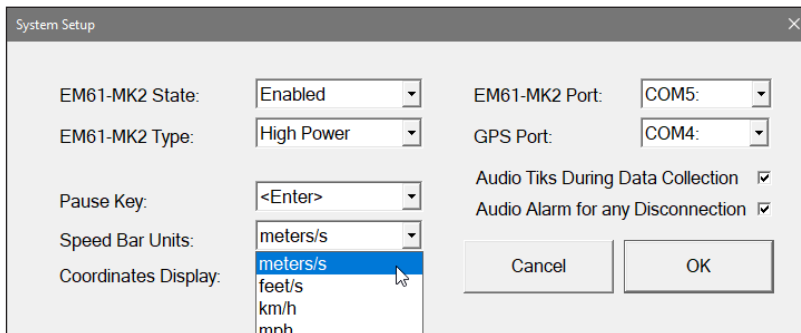 System Setup
EM61-MK2 State: Enabled EM61-MK2 Port: COM5:
EM61-MK2 Type: High Power GPS Port: COM4:
Audio Tiks During Data Collection
Pause Key: <Enter>
Audio Alarm for any Disconnection
Speed Bar Units: meters/s
Coordinates Display: meters/s Cancel OK
feet/s
km/h
mph